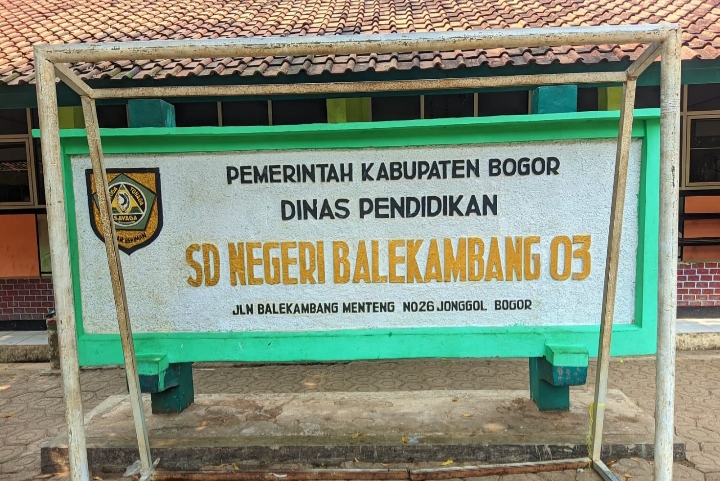 PEMERINTAH KABUPATEN BOGOR
DINAS PENDIDIKAN
SD NEGERI BALEKAMBANG 03
JLN BALEKAMBANG MENTENG NO26 JONGGOL BOGOR